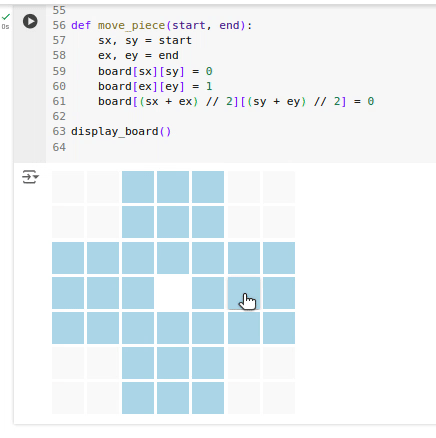 55
56 def move_piece(start, end):
57     sx, sy = start
58     ex, ey = end
59     board[sx][sy] = 0
60     board[ex][ey] = 1
61     board[(sx + ex) // 2][(sy + ey) // 2] = 0
62
63 display_board()
64
0s